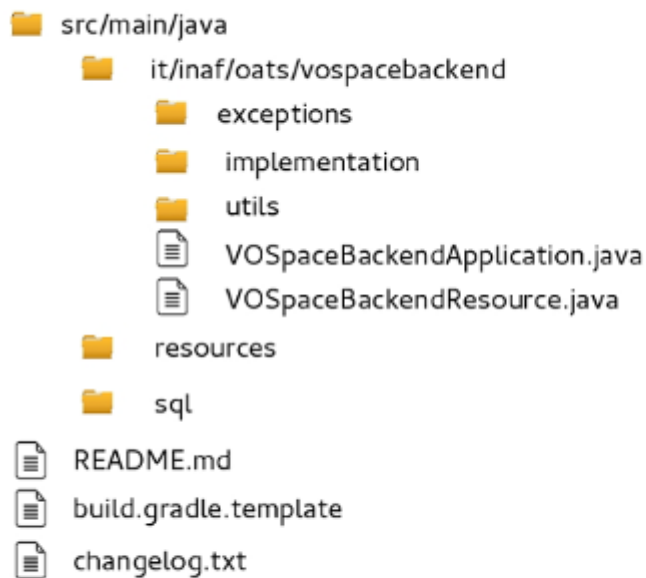 src/main/java
it/inaf/oats/vospacebackend
exceptions
implementation
utils
VOSpaceBackendApplication.java
VOSpaceBackendResource.java
resources
sql
README.md
build.gradle.template
changelog.txt